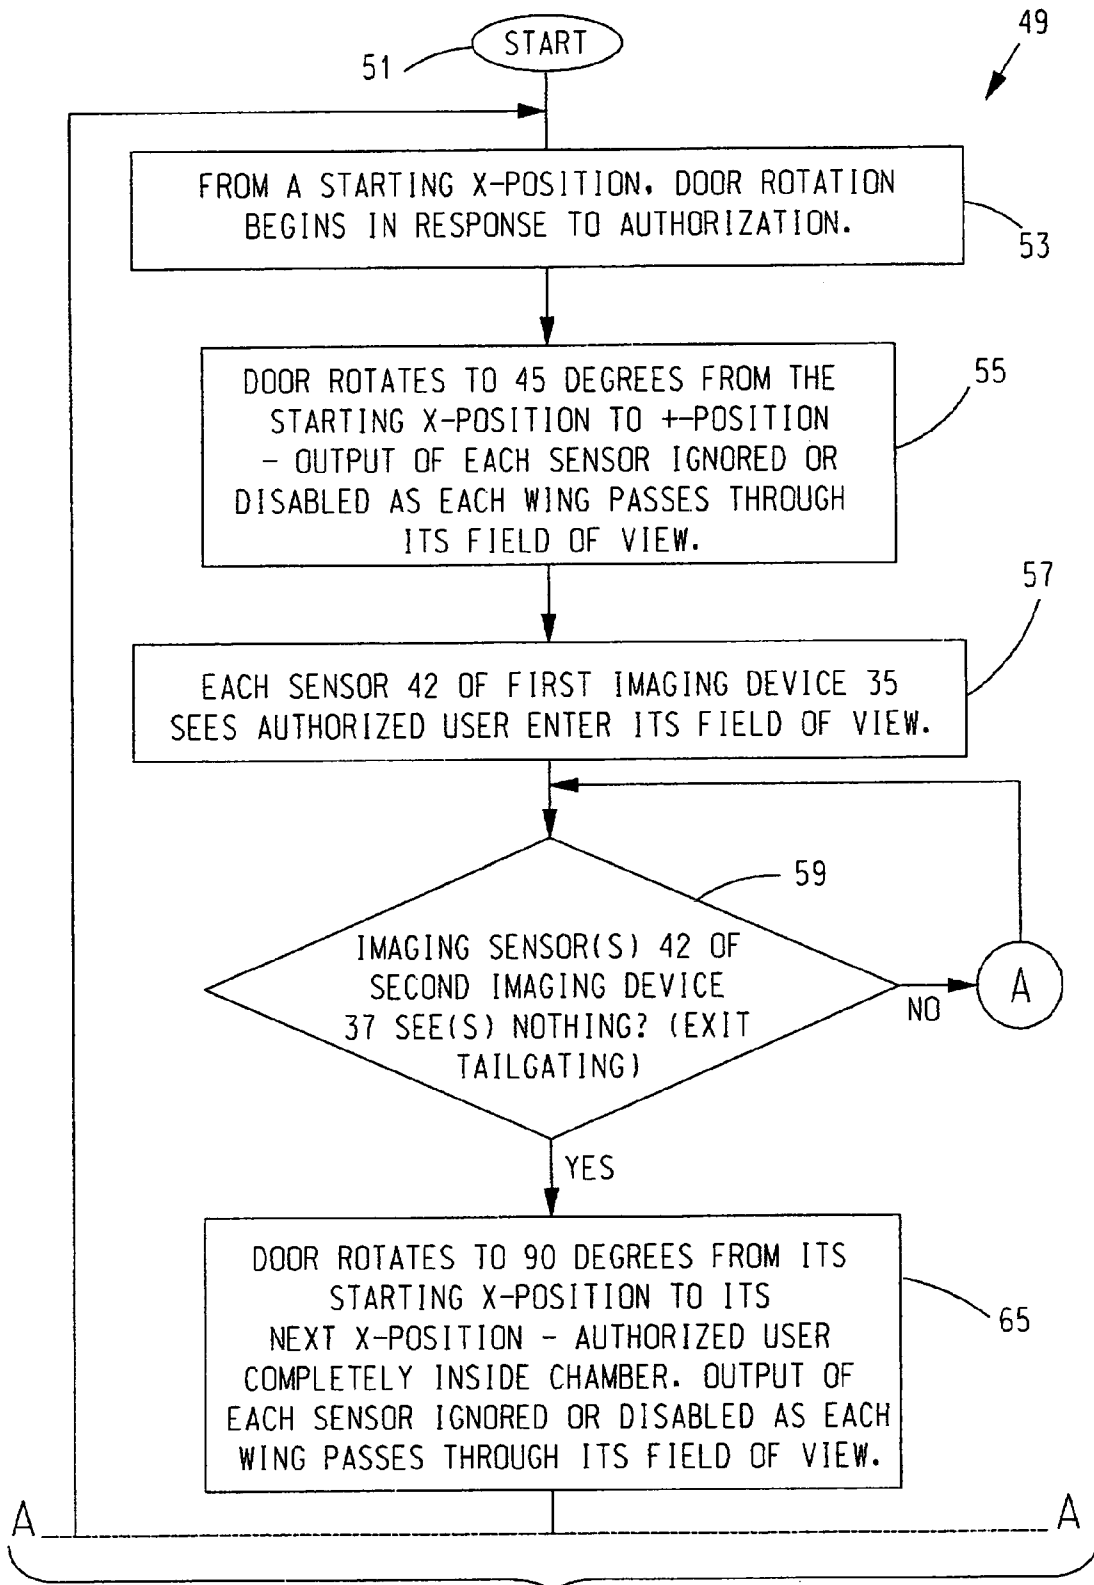 START
51
49
FROM A STARTING X-POSITION, DOOR ROTATION
BEGINS IN RESPONSE TO AUTHORIZATION.
53
DOOR ROTATES TO 45 DEGREES FROM THE
STARTING X-POSITION TO +-POSITION
- OUTPUT OF EACH SENSOR IGNORED OR
DISABLED AS EACH WING PASSES THROUGH
ITS FIELD OF VIEW.
55
57
EACH SENSOR 42 OF FIRST IMAGING DEVICE 35
SEES AUTHORIZED USER ENTER ITS FIELD OF VIEW.
59
IMAGING SENSOR(S) 42 OF
SECOND IMAGING DEVICE
37 SEE(S) NOTHING? (EXIT
TAILGATING)
NO
A
YES
DOOR ROTATES TO 90 DEGREES FROM ITS
STARTING X-POSITION TO ITS
NEXT X-POSITION - AUTHORIZED USER
COMPLETELY INSIDE CHAMBER. OUTPUT OF
EACH SENSOR IGNORED OR DISABLED AS EACH
WING PASSES THROUGH ITS FIELD OF VIEW.
65
A
A